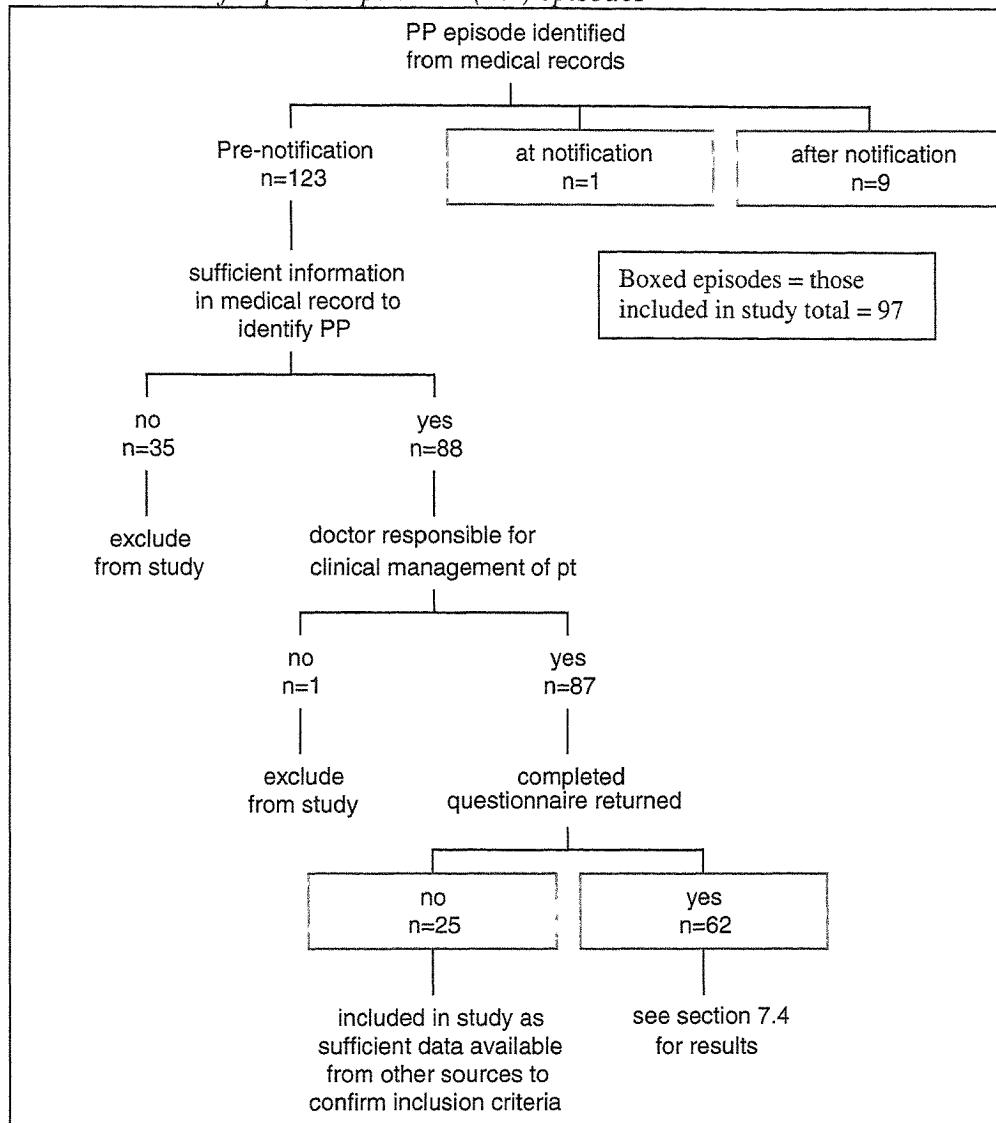 episodes
PP episode identified
from medical records
Pre-notification
n=123
at notification
n=1
after notification
n=9
sufficient information
in medical record to
identify PP
Boxed episodes = those
included in study total = 97
no
n=35
yes
n=88
exclude
from study
doctor responsible for
clinical management of pt
no
n=1
yes
n=87
exclude
from study
completed
questionnaire returned
no
n=25
yes
n=62
included in study as
sufficient data available
from other sources to
confirm inclusion criteria
see section 7.4
for results